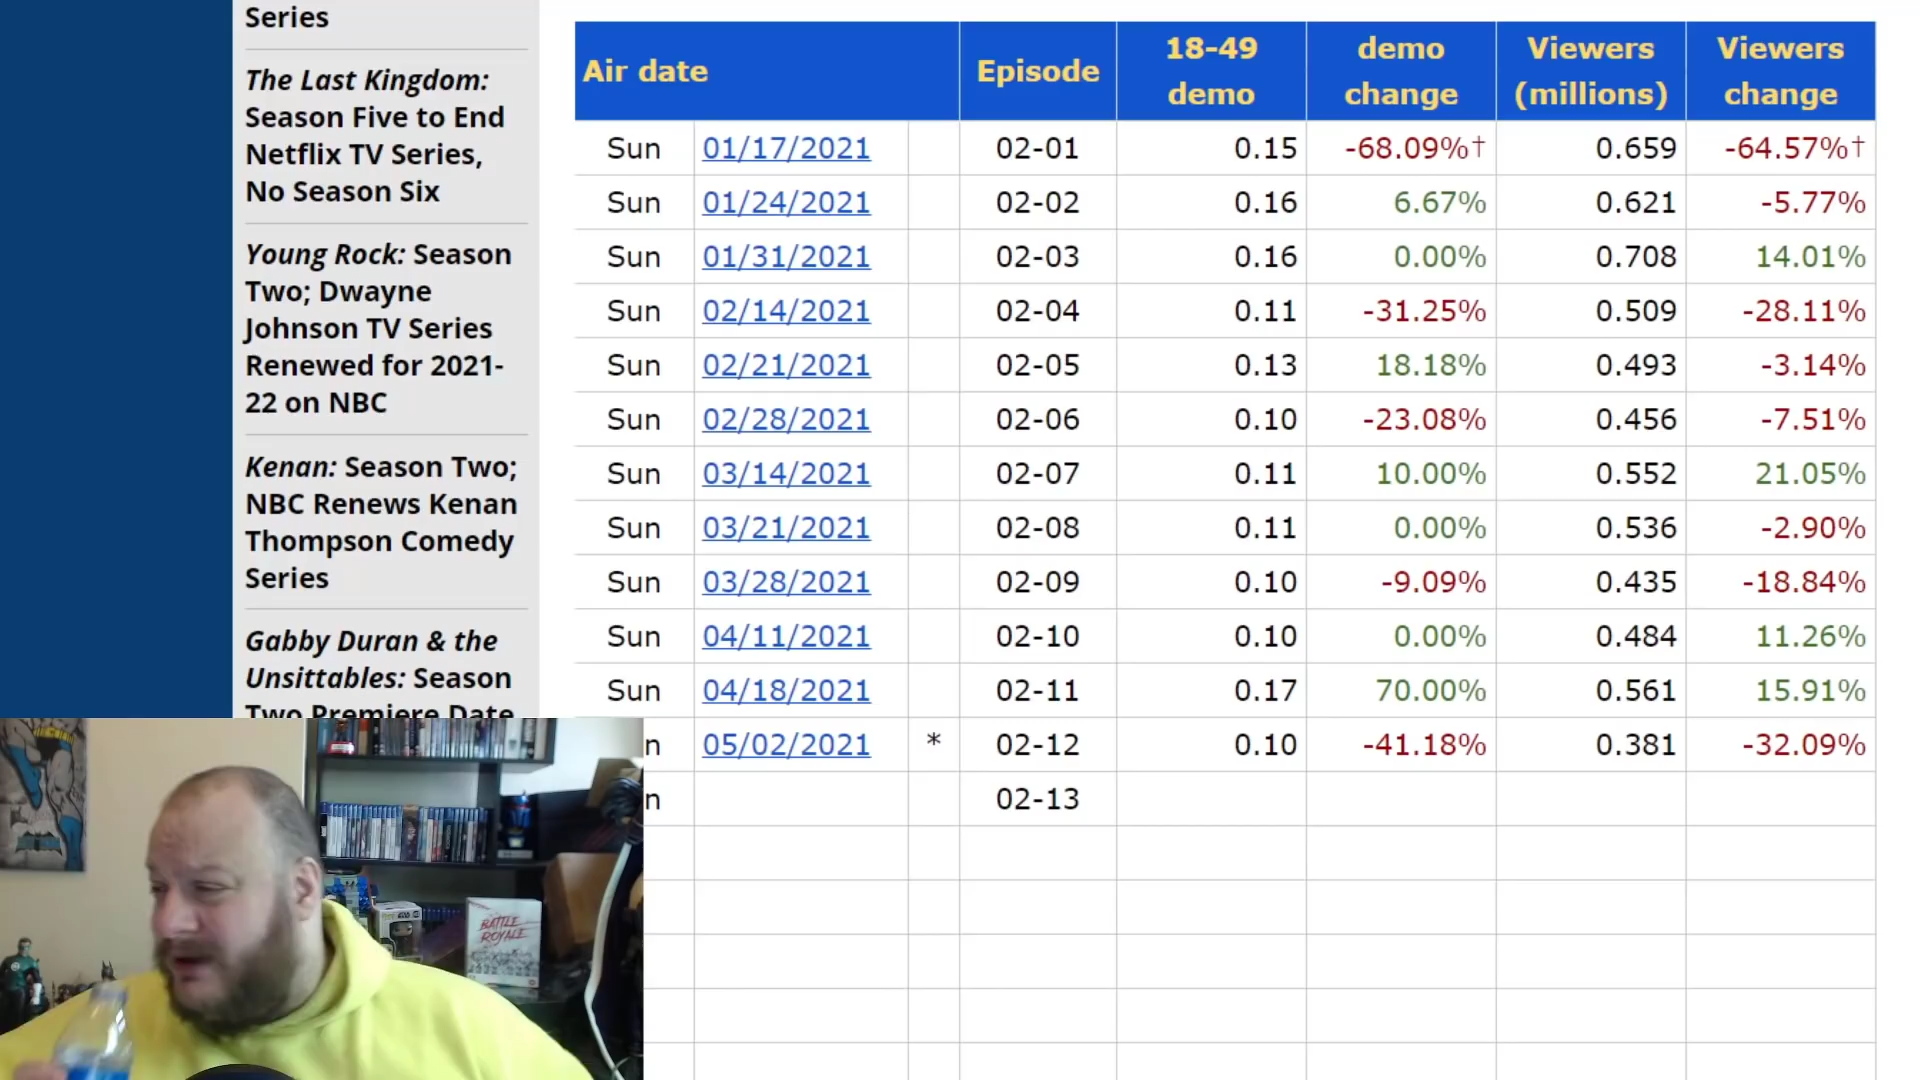 Series
The Last Kingdom:
Season Five to End
Netflix TV Series,
No Season Six
Young Rock: Season
Two; Dwayne
Johnson TV Series
Renewed for 2021-
22 on NBC
Kenan: Season Two;
NBC Renews Kenan
Thompson Comedy
Series
Gabby Duran & the
Unsittables: Season
Two Premiere Date
Air date Episode 18-49 demo demo change Viewers (millions) Viewers change
Sun 01/17/2021 02-01 0.15 -68.09%† 0.659 -64.57%†
Sun 01/24/2021 02-02 0.16 6.67% 0.621 -5.77%
Sun 01/31/2021 02-03 0.16 0.00% 0.708 14.01%
Sun 02/14/2021 02-04 0.11 -31.25% 0.509 -28.11%
Sun 02/21/2021 02-05 0.13 18.18% 0.493 -3.14%
Sun 02/28/2021 02-06 0.10 -23.08% 0.456 -7.51%
Sun 03/14/2021 02-07 0.11 10.00% 0.552 21.05%
Sun 03/21/2021 02-08 0.11 0.00% 0.536 -2.90%
Sun 03/28/2021 02-09 0.10 -9.09% 0.435 -18.84%
Sun 04/11/2021 02-10 0.10 0.00% 0.484 11.26%
Sun 04/18/2021 02-11 0.17 70.00% 0.561 15.91%
n 05/02/2021 * 02-12 0.10 -41.18% 0.381 -32.09%
n 02-13
BATTLE
ROYALE